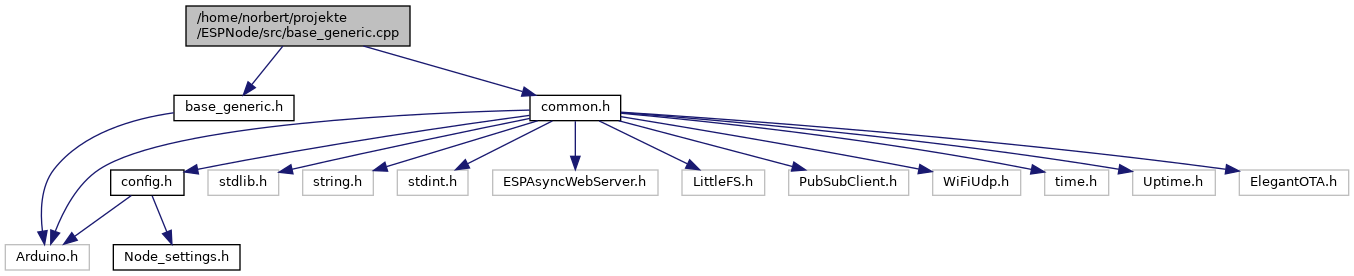 /home/norbert/projekte
/ESPNode/src/base_generic.cpp
base_generic.h
common.h
config.h
stdlib.h
string.h
stdint.h
ESPAsyncWebServer.h
LittleFS.h
PubSubClient.h
WiFiUdp.h
time.h
Uptime.h
ElegantOTA.h
Arduino.h
Node_settings.h